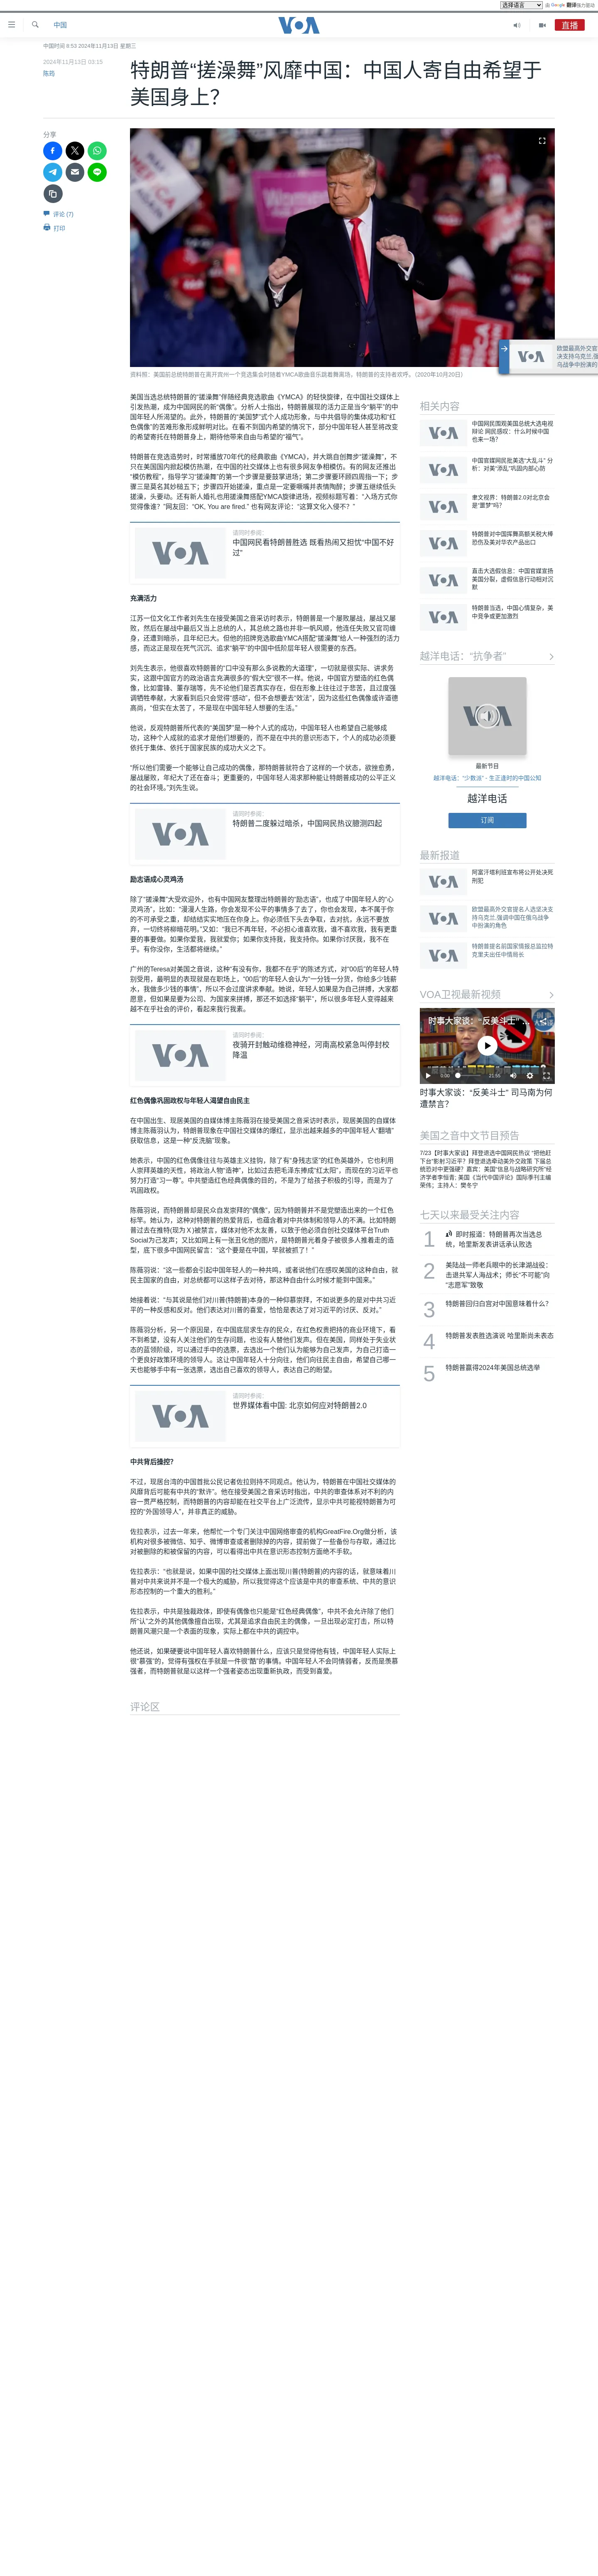 选择语言
由 Google 翻译强力驱动
中国
VOA
直播
中国时间 8:53 2024年11月13日 星期三
2024年11月13日 03:15
陈筠
特朗普“搓澡舞”风靡中国：中国人寄自由希望于
美国身上？
分享
评论 (7)
打印
资料照：美国前总统特朗普在南开宾州一个竞选集会时随着YMCA歌曲音乐跳着舞离场，特朗普的支持者欢呼。（2020年10月20日）
美国当选总统特朗普的“搓澡舞”伴随经典竞选歌曲《YMCA》的轻快旋律，在中国社交媒体上
引发热潮，成为中国网民的新“偶像”。分析人士指出，特朗普展现的活力正是当今“躺平”的中
国年轻人所渴望的。此外，特朗普的“美国梦”式个人成功形象，与中共倡导的集体成功和“红
色偶像”的苦难形象形成鲜明对比。在看不到国内希望的情况下，部分中国年轻人甚至将改变
的希望寄托在特朗普身上，期待他带来自由与希望的“福气”。
特朗普在竞选造势时，时常播放70年代的经典歌曲《YMCA》，并大跳自创舞步“搓澡舞”，不
只在美国国内掀起模仿热潮，在中国的社交媒体上也有很多网友争相模仿。有的网友还推出
“模仿教程”，指导学习“搓澡舞”的第一个步骤是要鼓掌进场；第二步骤要环顾四周指一下；步
骤三是莫名其妙槌五下；步骤四开始搓澡，重点是一定要嘟嘴并表情陶醉；步骤五继续低头
搓澡，头要动。还有新人婚礼也用搓澡舞搭配YMCA旋律进场，视频标题写着：“入场方式你
觉得像谁？”网友回：“OK, You are fired.” 也有网友评论：“这算文化入侵不？”
请同时参阅：
中国网民看特朗普胜选 既看热闹又担忧“中国不好
过”
充满活力
江苏一位文化工作者刘先生在接受美国之音采访时表示，特朗普是一个屡败屡战，屡战又屡
败，然后在屡战中最后又当上总统的人，其总统之路也并非一帆风顺，他连任失败又官司缠
身，还遭到暗杀，且年纪已大。但他的招牌竞选歌曲YMCA搭配“搓澡舞”给人一种强烈的活力
感，而这正是现在死气沉沉、追求“躺平”的中国中低阶层年轻人很需要的东西。
刘先生表示，他很喜欢特朗普的“口中没有那么多说教的大道理”，一切就是很实际、讲求务
实，这跟中国官方的政治语言充满很多的“假大空”很不一样。他说，中国官方塑造的红色偶
像，比如雷锋、董存瑞等，先不论他们是否真实存在，但在形象上往往过于悲苦，且过度强
调牺牲奉献，大家看到后只会觉得“感动”，但不会想要去“效法”，因为这些红色偶像或许道德
高尚，“但实在太苦了，不是现在中国年轻人想要的生活。”
他说，反观特朗普所代表的“美国梦”是一种个人式的成功，中国年轻人也希望自己能够成
功，这种个人成就的追求才是他们想要的，而不是在中共的意识形态下，个人的成功必须要
依托于集体、依托于国家民族的成功大义之下。
“所以他们需要一个能够让自己成功的偶像，那特朗普就符合了这样的一个状态，欲挫愈勇，
屡战屡败，年纪大了还在奋斗；更重要的，中国年轻人渴求那种能让特朗普成功的公平正义
的社会环境。”刘先生说。
请同时参阅：
特朗普二度躲过暗杀，中国网民热议臆测四起
励志语成心灵鸡汤
除了“搓澡舞”大受欢迎外，也有中国网友整理出特朗普的“励志语”，也成了中国年轻人的“心
灵鸡汤”，比如：“漫漫人生路，你会发现不公平的事情多了去了，你也会发现，本不属于你
的不可承受之重，却结结实实地压在你身上。但你必须低下头去争取，去对抗，永远不要放
弃，一切终将柳暗花明。”又如：“我已不再年轻，不必担心谁喜欢我，谁不喜欢我，我有更重
要的事要做。如果你爱我，我就爱你；如果你支持我，我支持你。如果你讨厌我，我不在
乎。有你没你，生活都将继续。”
广州的Teresa对美国之音说，这种“有没有你，我都不在乎”的陈述方式，对“00后”的年轻人特
别受用，最明显的表现就是在职场上，“00后”的年轻人会认为“一分钱一分货，你给多少钱薪
水，我做多少钱的事情”，所以不会过度讲求奉献。她说，年轻人如果是为自己拼搏，大家都
愿意，但如果是要为公司、为国家来拼搏，那还不如选择“躺平”，所以很多年轻人变得越来
越不在乎社会的评价，看起来我行我素。
请同时参阅：
夜骑开封触动维稳神经，河南高校紧急叫停封校
降温
红色偶像巩固政权与年轻人渴望自由民主
在中国出生、现居美国的自媒体博主陈薇羽在接受美国之音采访时表示，现居美国的自媒体
博主陈薇羽认为，特朗普现象在中国社交媒体的爆红，显示出越来越多的中国年轻人“翻墙”
获取信息，这是一种“反洗脑”现象。
她表示，中国的红色偶像往往与英雄主义挂钩，除了有“身残志坚”的红色英雄外，它也利用
人崇拜英雄的天性，将政治人物“造神”，比如过去把毛泽东捧成“红太阳”，而现在的习近平也
努力打造“习一尊”。中共塑造红色经典偶像的目的，不是为了给孩子积极的引导，而是为了
巩固政权。
陈薇羽说，而特朗普却是民众自发崇拜的“偶像”，因为特朗普并不是党塑造出来的一个红色
标竿。她认为，这种对特朗普的热爱背后，也蕴含着对中共体制和领导人的不满。比如特朗
普过去在推特(现为Ｘ)被禁言，媒体对他不太友善，以致于他必须自创社交媒体平台Truth
Social为己发声；又比如网上有一张丑化他的图片，是特朗普光着身子被很多人推着走的造
型，底下很多中国网民留言：“这个要是在中国，早就被抓了！”
陈薇羽说：“这一些都会引起中国年轻人的一种共鸣，或者说他们在感叹美国的这种自由，就
民主国家的自由，对总统都可以这样子去对待，那这种自由什么时候才能到中国来。”
她接着说：“与其说是他们对川普(特朗普)本身的一种仰慕崇拜，不如说更多的是对中共习近
平的一种反感和反对。他们表达对川普的喜爱，恰恰是表达了对习近平的讨厌、反对。”
陈薇羽分析，另一个原因是，在中国底层求生存的民众，在红色权贵把持的商业环境下，看
不到希望，没有人关注他们的生存问题，也没有人替他们发声。但在美国，同样处于失业状
态的蓝领阶级，可以通过手中的选票，去选出一个他们认为能够为自己发声，为自己打造一
个更良好政策环境的领导人。这让中国年轻人十分向往，他们向往民主自由，希望自己哪一
天也能够手中有一张选票，选出自己喜欢的领导人，表达自己的盼望。
请同时参阅：
世界媒体看中国: 北京如何应对特朗普2.0
中共背后操控？
不过，现居台湾的中国首批公民记者佐拉则持不同观点。他认为，特朗普在中国社交媒体的
风靡背后可能有中共的“默许”。他在接受美国之音采访时指出，中共的审查体系对不利的内
容一贯严格控制，而特朗普的内容却能在社交平台上广泛流传，显示中共可能视特朗普为可
控的“外国领导人”，并非真正的威胁。
佐拉表示，过去一年来，他帮忙一个专门关注中国网络审查的机构GreatFire.Org做分析，该
机构对很多被微信、知乎、微博审查或者删除掉的内容，提前做了一些备份与存取，通过比
对被删除的和被保留的内容，可以看得出中共在意识形态控制方面绝不手软。
佐拉表示：“也就是说，如果中国的社交媒体上面出现川普(特朗普)的内容的话，就意味着川
普对中共来说并不是一个极大的威胁，所以我觉得这个应该是中共的审查系统、中共的意识
形态控制的一个重大的胜利。”
佐拉表示，中共是独裁政体，即使有偶像也只能是“红色经典偶像”，中共不会允许除了他们
所“认”之外的其他偶像擅自出现，尤其是追求自由民主的偶像，一旦出现必定打击，所以特
朗普风潮只是一个表面的现象，实际上都在中共的调控中。
他还说，如果硬要说中国年轻人喜欢特朗普什么，应该只是觉得他有钱，中国年轻人实际上
很“慕强”的，觉得有强权在手就是一件很“酷”的事情。中国年轻人不会同情弱者，反而是羡慕
强者，而特朗普就是以这样一个强者姿态出现重新执政，而受到喜爱。
评论区
欧盟最高外交官
决支持乌克兰,强
马战争中扮演的
相关内容
中国网民围观美国总统大选电视
辩论 网民感叹：什么时候中国
也来一场?
中国官媒网民批美选“大乱斗” 分
析：对美“添乱”巩固内部心防
聿文视界：特朗普2.0对北京会
是“噩梦”吗？
特朗普对中国挥舞高额关税大棒
恐伤及美对华农产品出口
直击大选假信息：中国官媒宣扬
美国分裂，虚假信息行动相对沉
默
特朗普当选，中国心情复杂，美
中竞争或更加激烈
越洋电话：“抗争者”
最新节目
越洋电话：“少数派” - 生正逢时的中国公知
越洋电话
订阅
最新报道
阿富汗塔利班宣布将公开处决死
刑犯
欧盟最高外交官提名人选坚决支
持乌克兰,强调中国在俄乌战争
中扮演的角色
特朗普提名前国家情报总监拉特
克里夫出任中情局长
VOA卫视最新视频
时事大家谈：“反美斗士”
0:00
21:55
时事大家谈：“反美斗士” 司马南为何
遭禁言？
美国之音中文节目预告
7/23【时事大家谈】拜登退选中国网民热议 “把他赶
下台”影射习近平？拜登退选牵动美外交政策 下届总
统恐对中更强硬？嘉宾：美国“信息与战略研究所”经
济学者李恒青; 美国《当代中国评论》国际季刊主编
荣伟；主持人：樊冬宁
七天以来最受关注内容
1
即时报道：特朗普再次当选总
统，哈里斯发表讲话承认败选
2
美陆战一师老兵眼中的长津湖战役：
击退共军人海战术；师长“不可能”向
“志愿军”致敬
3
特朗普回归白宫对中国意味着什么？
4
特朗普发表胜选演说 哈里斯尚未表态
5
特朗普赢得2024年美国总统选举